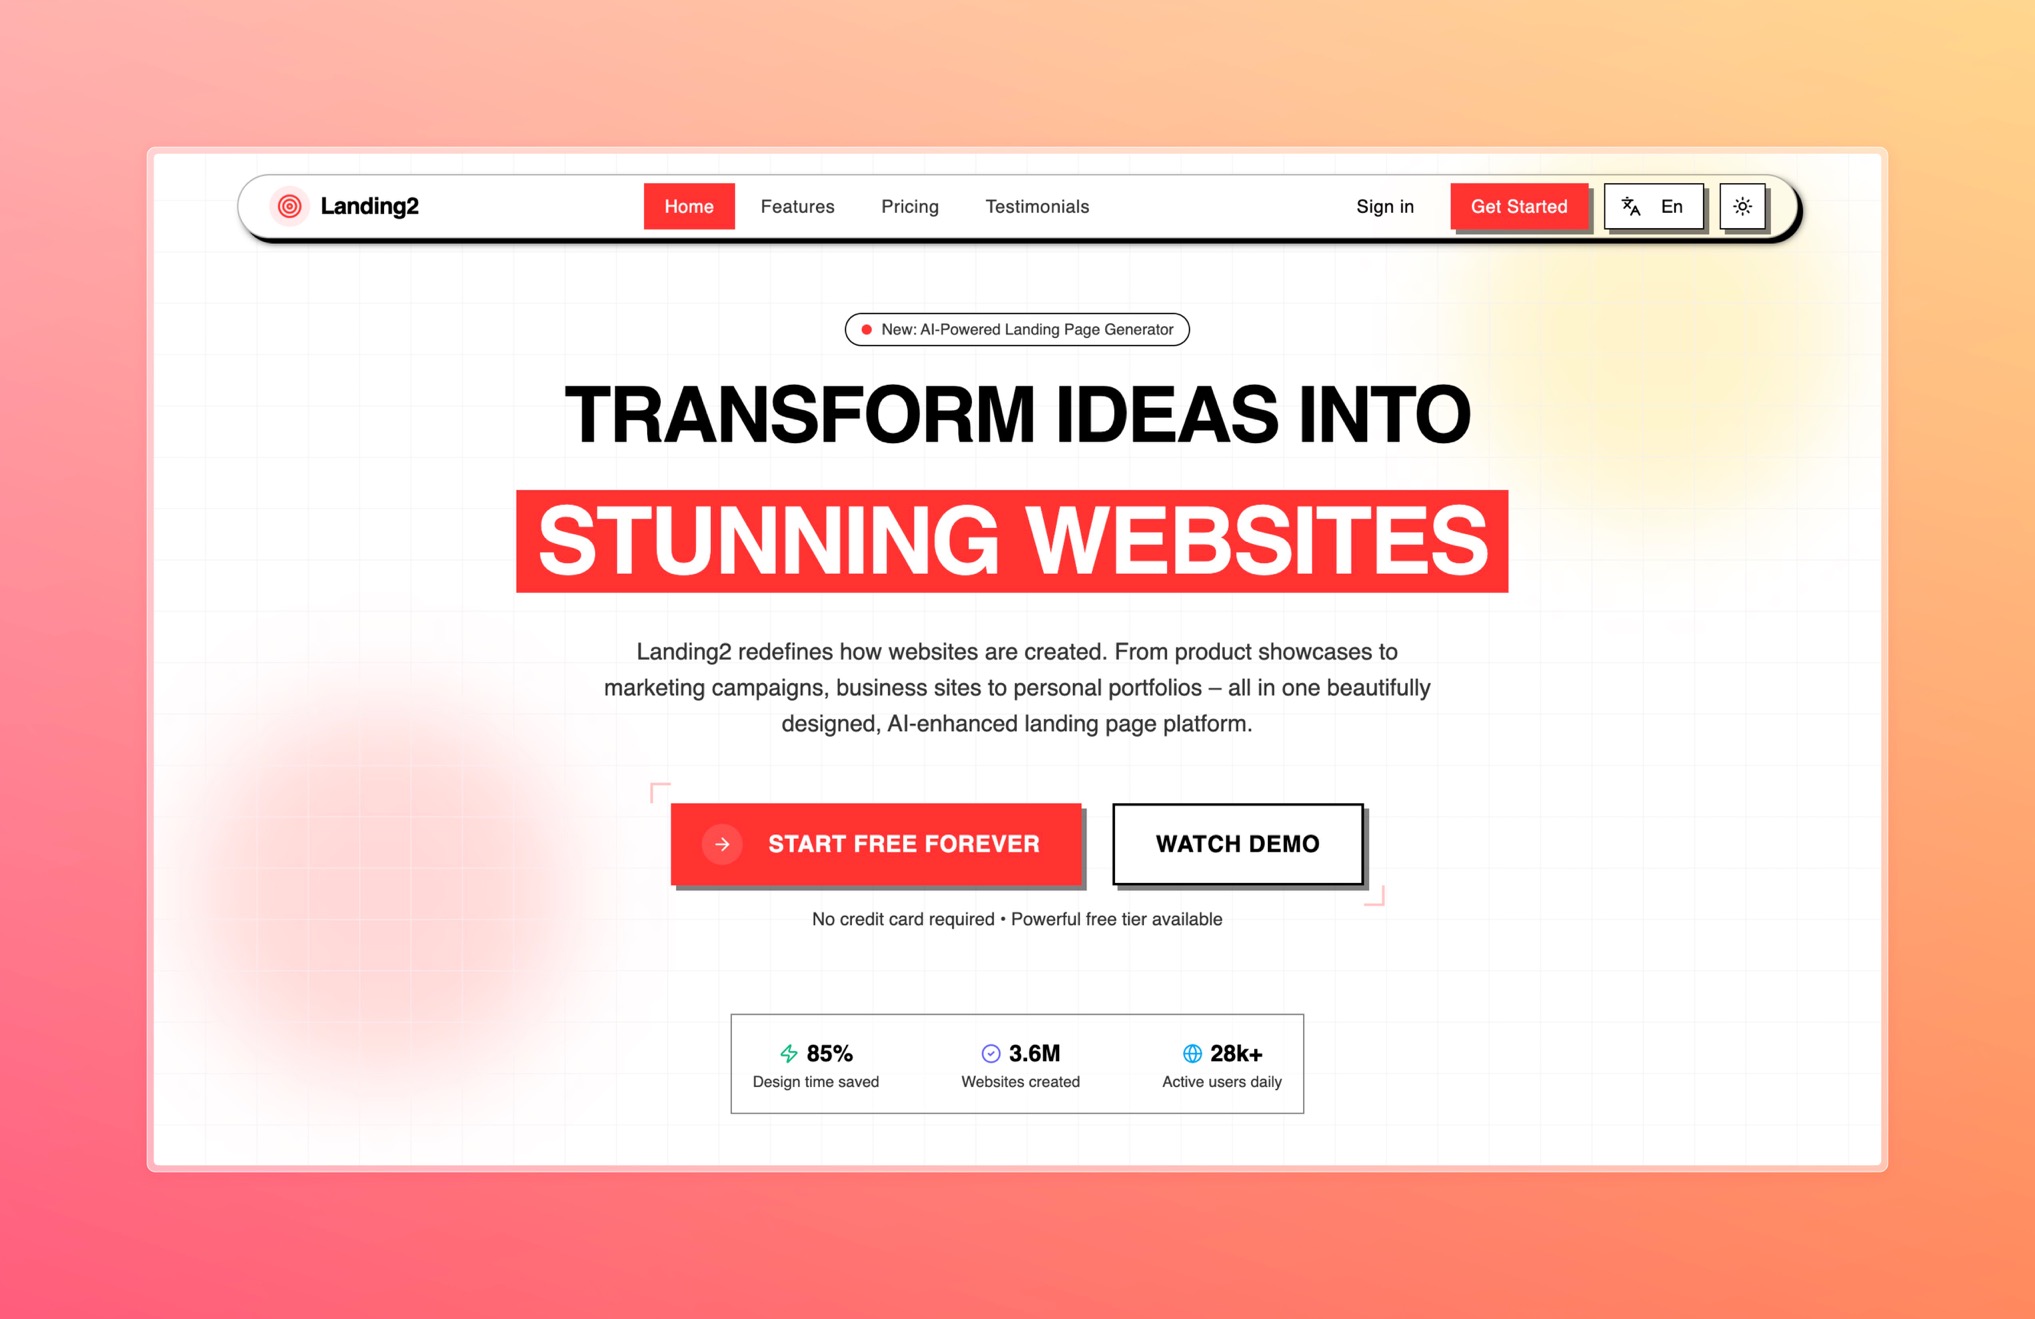 Landing2
Home Features Pricing Testimonials
Sign in Get Started En
New: AI-Powered Landing Page Generator
TRANSFORM IDEAS INTO
STUNNING WEBSITES
Landing2 redefines how websites are created. From product showcases to
marketing campaigns, business sites to personal portfolios – all in one beautifully
designed, AI-enhanced landing page platform.
START FREE FOREVER
WATCH DEMO
No credit card required • Powerful free tier available
85%
Design time saved
3.6M
Websites created
28k+
Active users daily